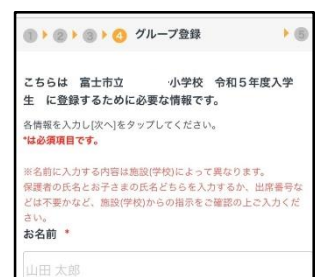 1 2 3 4 グループ登録 5
こちらは 富士市立 ・小学校 令和5年度入学
生 に登録するために必要な情報です。
各情報を入力し[次へ]をタップしてください。
*は必須項目です。
※名前に入力する内容は施設(学校)によって異なります。
保護者の氏名とお子さまの氏名どちらを入力するか、出席番号な
どは不要かなど、施設(学校)からの指示をご確認の上ご入力くだ
さい。
お名前 *
山田 太郎